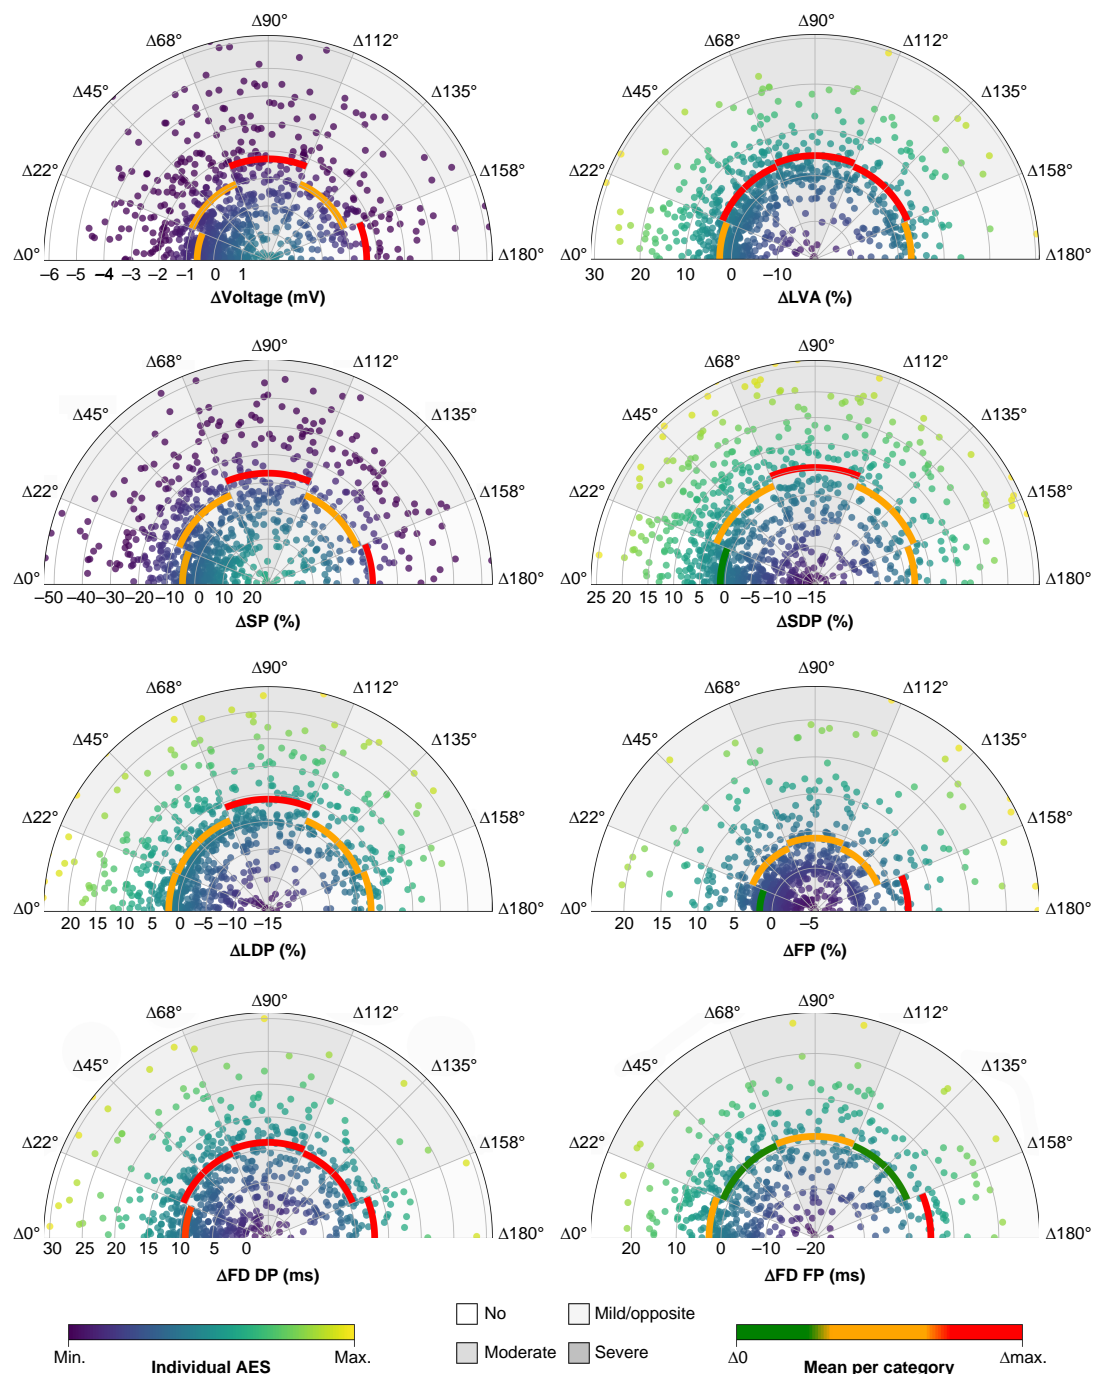 Δ90° Δ90°
Δ68° Δ112° Δ68° Δ112°
Δ45° Δ135° Δ45° Δ135°
Δ22° Δ158° Δ22° Δ158°
Δ0° Δ180° Δ0° Δ180°
–6 –5 –4 –3 –2 –1 0 1 30 20 10 0 –10
ΔVoltage (mV) ΔLVA (%)
Δ90° Δ90°
Δ68° Δ112° Δ68° Δ112°
Δ45° Δ135° Δ45° Δ135°
Δ22° Δ158° Δ22° Δ158°
Δ0° Δ180° Δ0° Δ180°
–50 –40 –30 –20 –10 0 10 20 25 20 15 10 5 0 –5 –10 –15
ΔSP (%) ΔSDP (%)
Δ90° Δ90°
Δ68° Δ112° Δ68° Δ112°
Δ45° Δ135° Δ45° Δ135°
Δ22° Δ158° Δ22° Δ158°
Δ0° Δ180° Δ0° Δ180°
20 15 10 5 0 –5 –10 –15 20 15 10 5 0 –5
ΔLDP (%) ΔFP (%)
Δ90° Δ90°
Δ68° Δ112° Δ68° Δ112°
Δ45° Δ135° Δ45° Δ135°
Δ22° Δ158° Δ22° Δ158°
Δ0° Δ180° Δ0° Δ180°
30 25 20 15 10 5 0 20 10 0 –10 –20
ΔFD DP (ms) ΔFD FP (ms)
No Mild/opposite
Moderate Severe
Min. Max. Δ0 Δmax.
Individual AES Mean per category